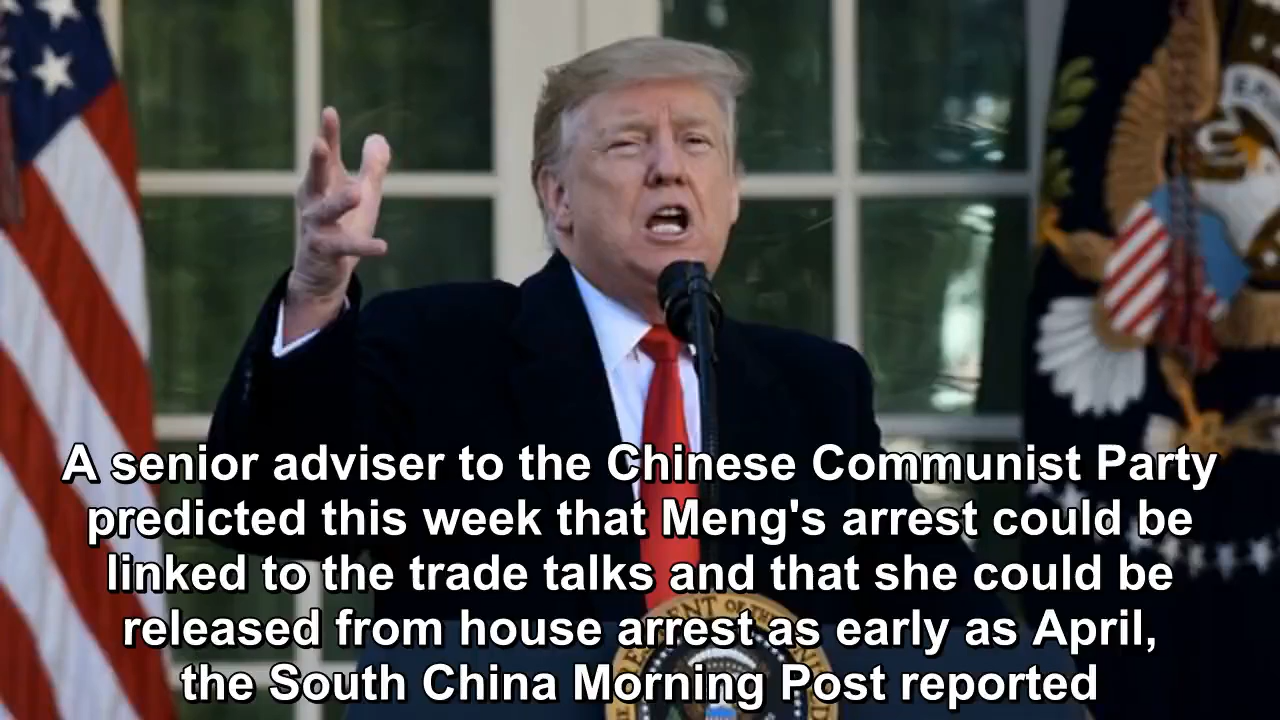 A senior adviser to the Chinese Communist Party
predicted this week that Meng's arrest could be
linked to the trade talks and that she could be
released from house arrest as early as April,
the South China Morning Post reported